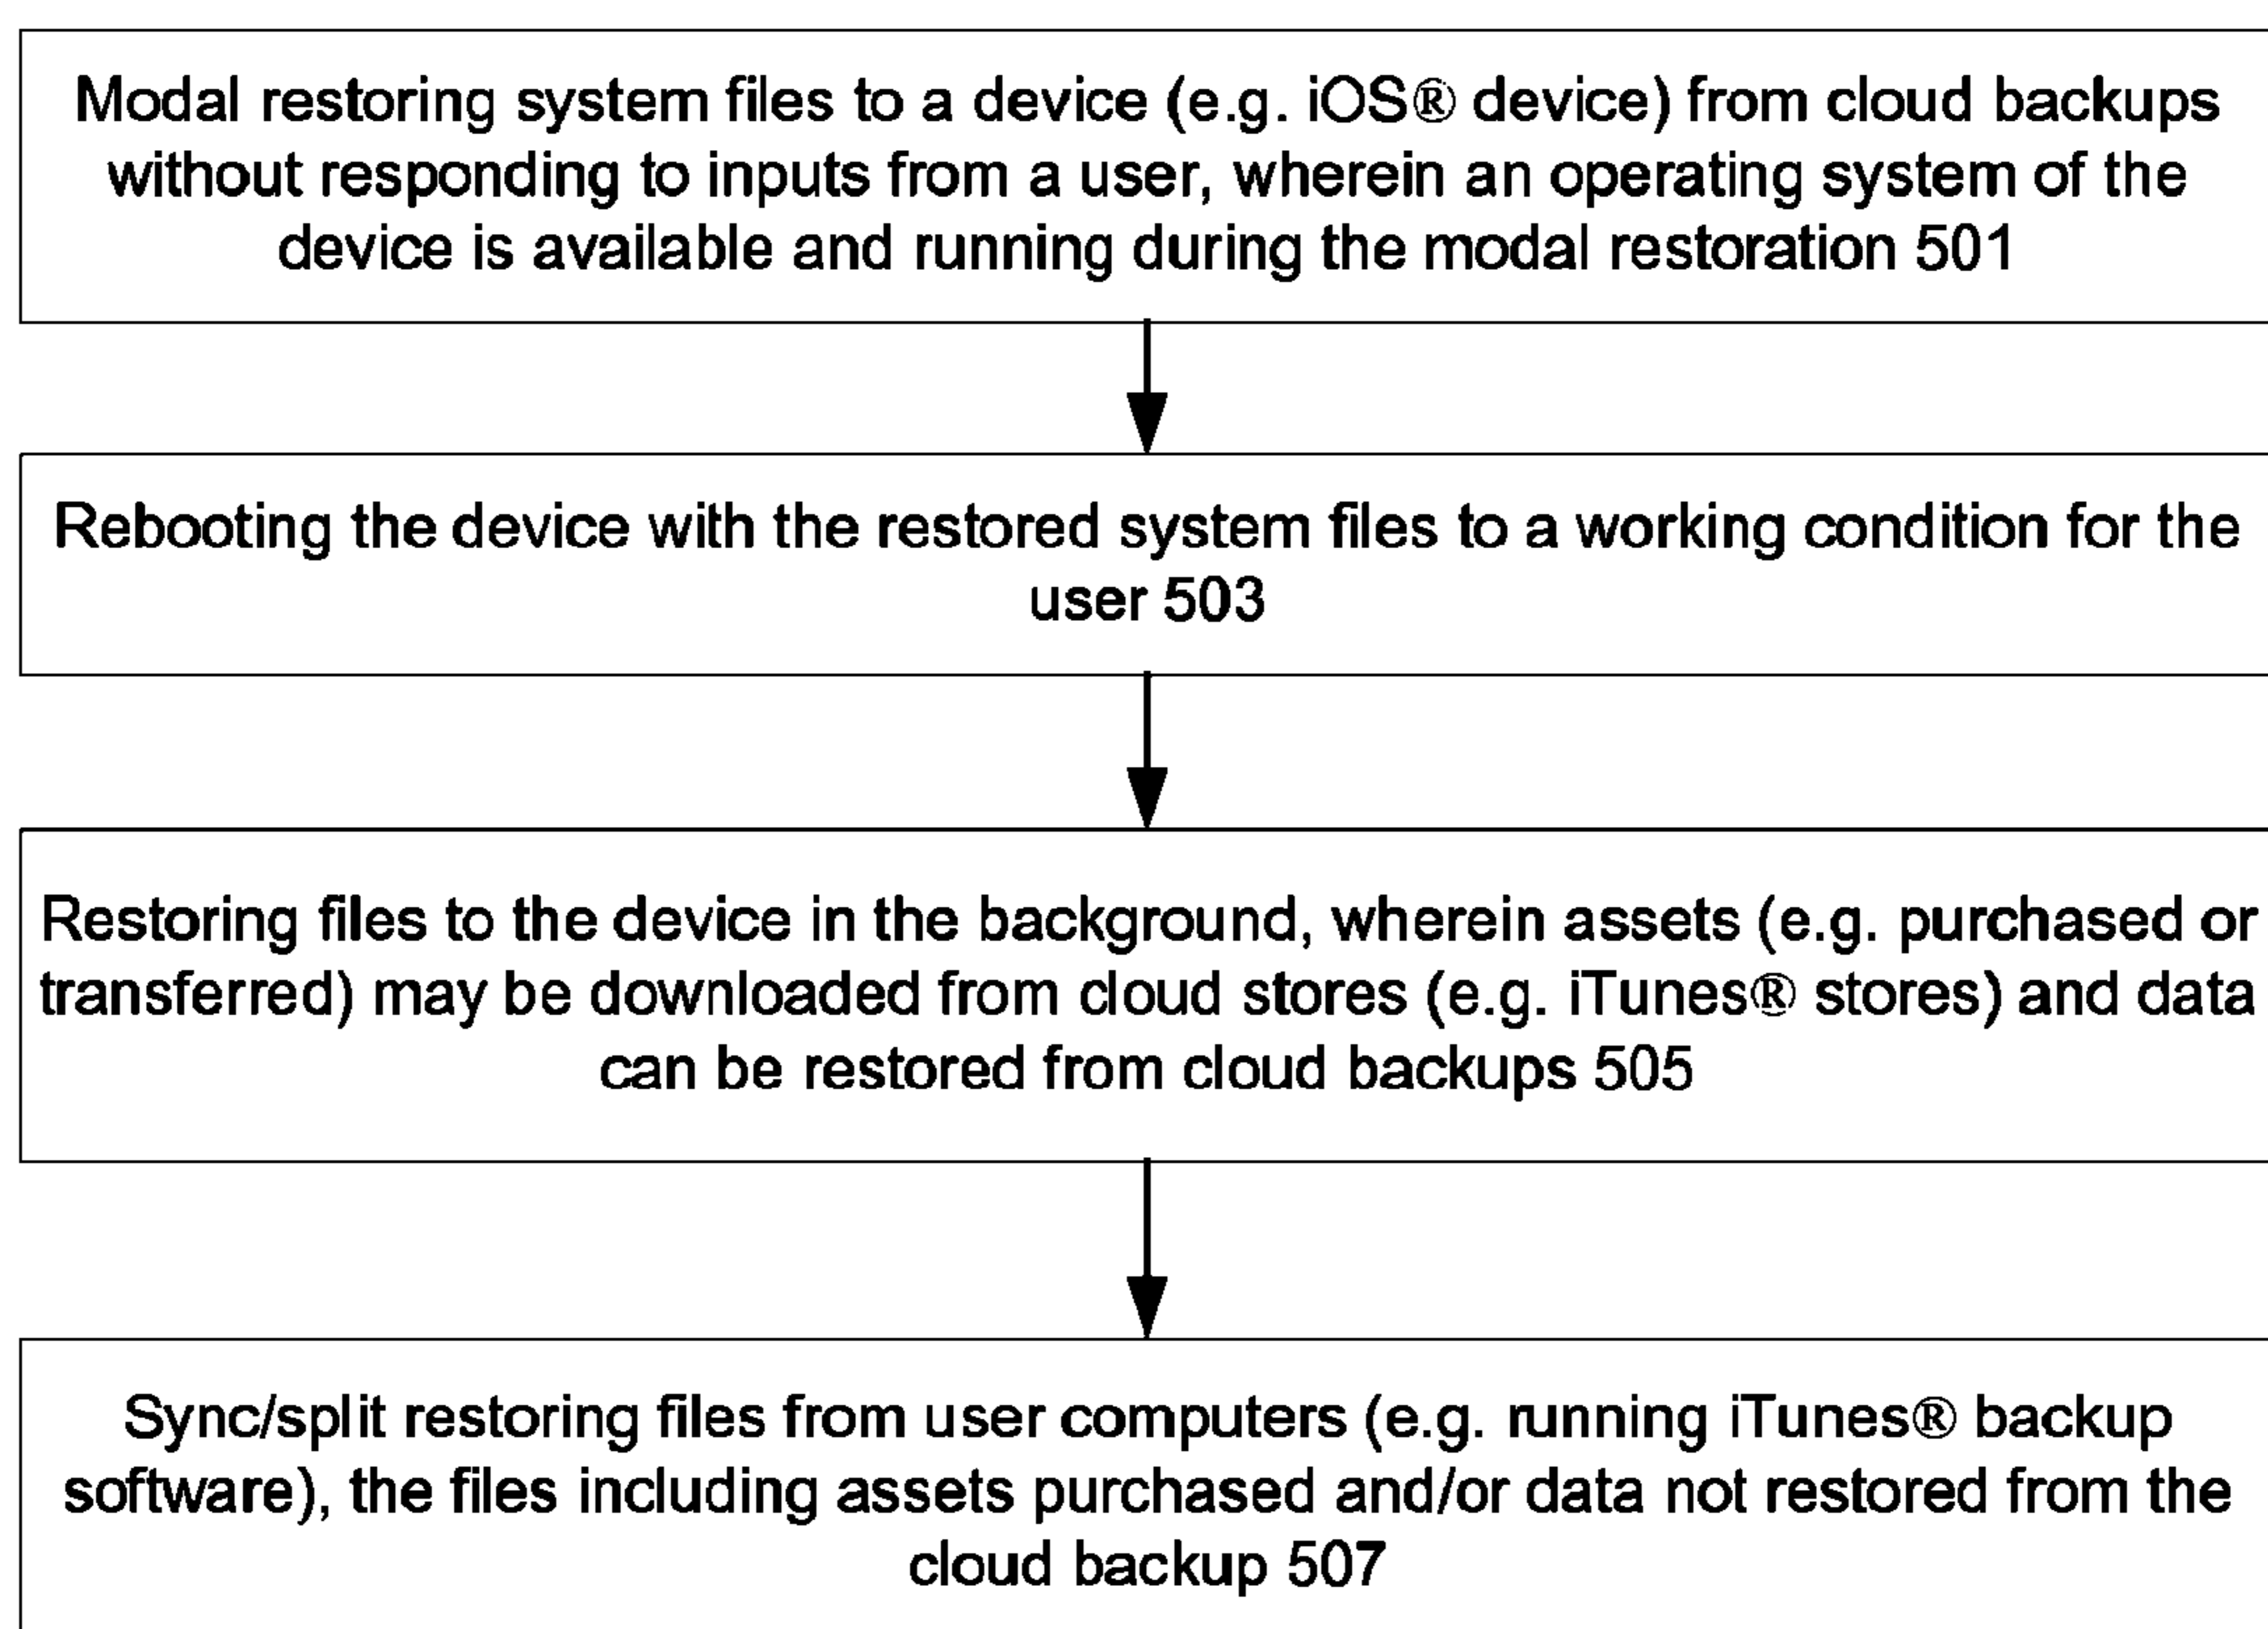 Modal restoring system files to a device (e.g. iOS® device) from cloud backups
without responding to inputs from a user, wherein an operating system of the
device is available and running during the modal restoration 501
Rebooting the device with the restored system files to a working condition for the
user 503
Restoring files to the device in the background, wherein assets (e.g. purchased or
transferred) may be downloaded from cloud stores (e.g. iTunes® stores) and data
can be restored from cloud backups 505
Sync/split restoring files from user computers (e.g. running iTunes® backup
software), the files including assets purchased and/or data not restored from the
cloud backup 507